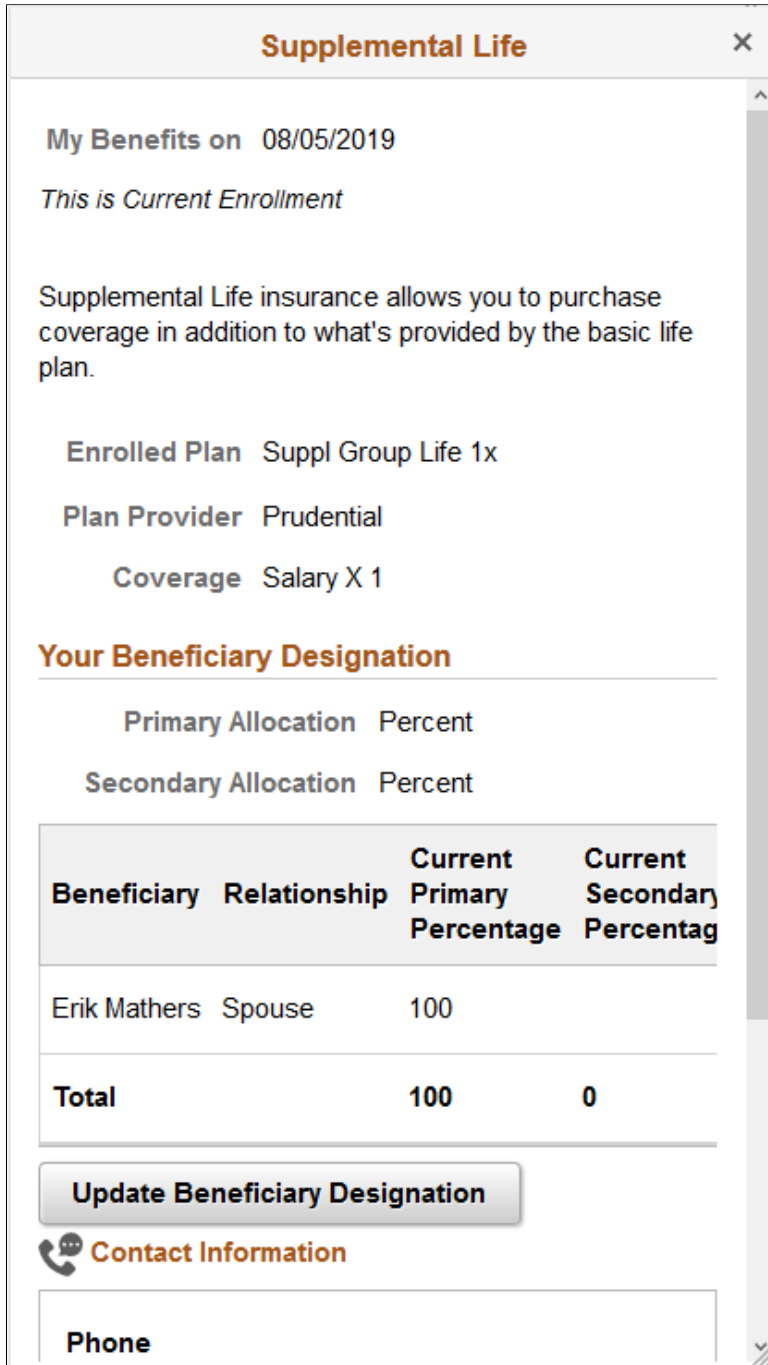 Supplemental Life
My Benefits on 08/05/2019
This is Current Enrollment
Supplemental Life insurance allows you to purchase
coverage in addition to what's provided by the basic life
plan.
Enrolled Plan Suppl Group Life 1x
Plan Provider Prudential
Coverage Salary X 1
Your Beneficiary Designation
Primary Allocation Percent
Secondary Allocation Percent
Beneficiary Relationship Current Primary Percentage Current Secondary Percentag
Erik Mathers Spouse 100
Total 100 0
Update Beneficiary Designation
Contact Information
Phone